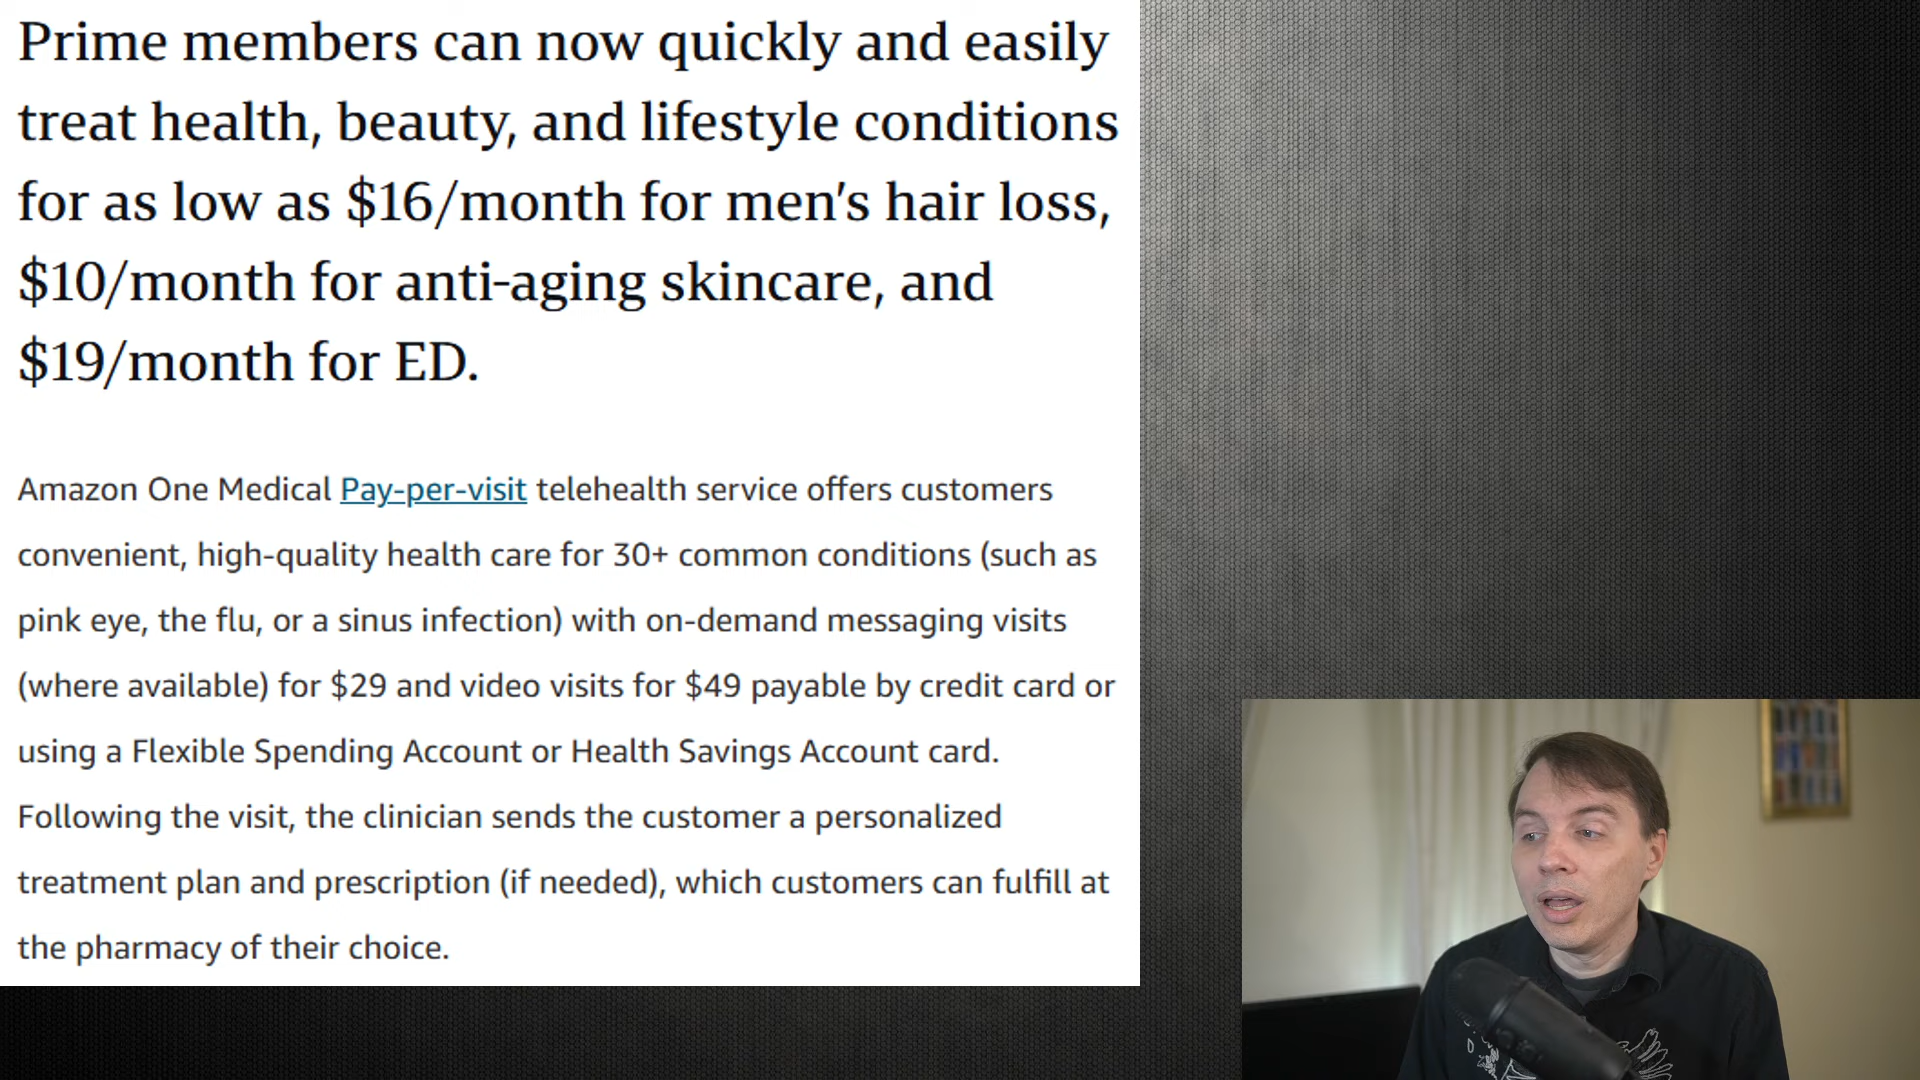 Prime members can now quickly and easily
treat health, beauty, and lifestyle conditions
for as low as $16/month for men’s hair loss,
$10/month for anti-aging skincare, and
$19/month for ED.
Amazon One Medical Pay-per-visit telehealth service offers customers
convenient, high-quality health care for 30+ common conditions (such as
pink eye, the flu, or a sinus infection) with on-demand messaging visits
(where available) for $29 and video visits for $49 payable by credit card or
using a Flexible Spending Account or Health Savings Account card.
Following the visit, the clinician sends the customer a personalized
treatment plan and prescription (if needed), which customers can fulfill at
the pharmacy of their choice.